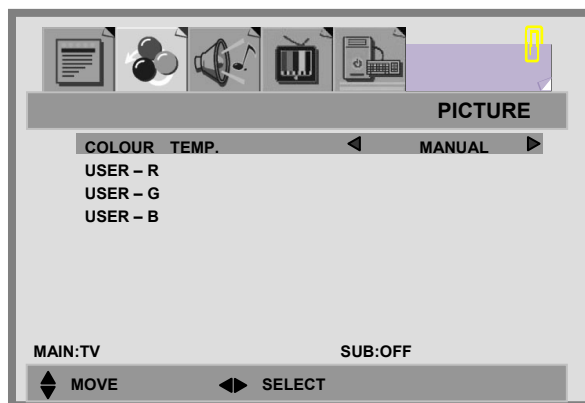 PICTURE
COLOUR TEMP. MANUAL
USER – R
USER – G
USER – B
MAIN:TV SUB:OFF
MOVE SELECT